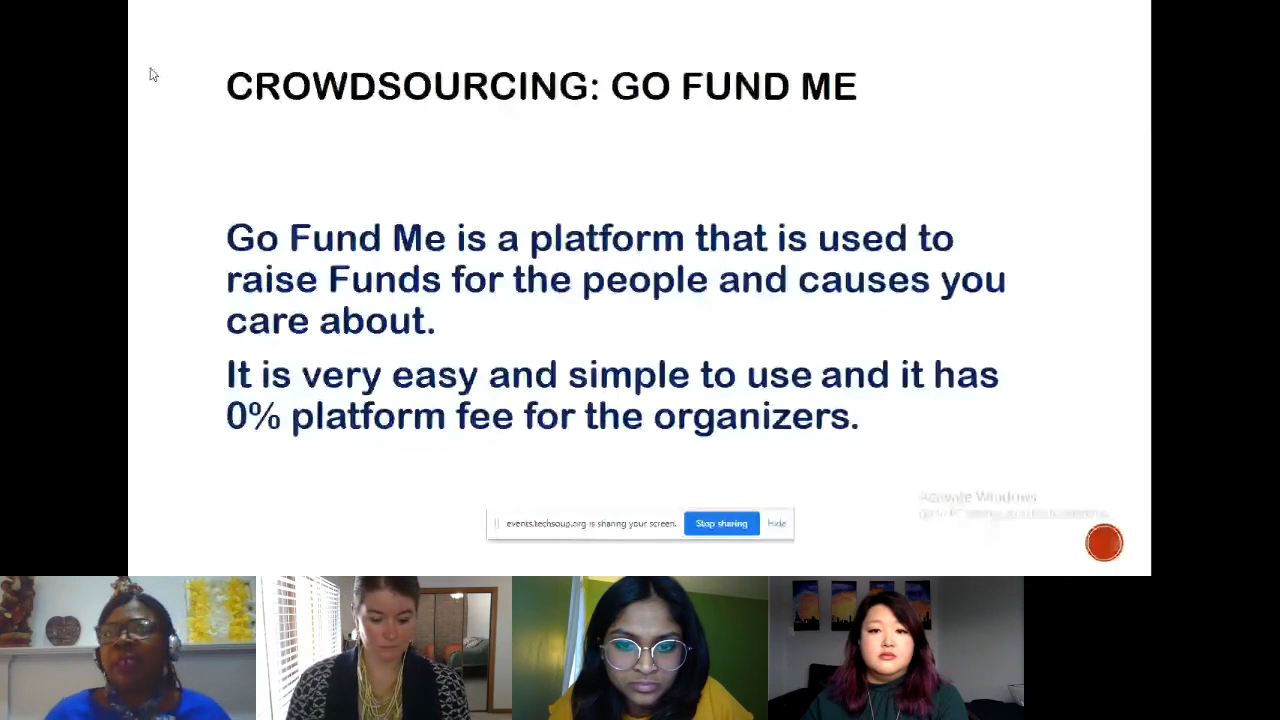 CROWDSOURCING: GO FUND ME
Go Fund Me is a platform that is used to
raise Funds for the people and causes you
care about.
It is very easy and simple to use and it has
0% platform fee for the organizers.
Activate Windows
events.techsoup.org is sharing your screen.
Stop sharing
Hide